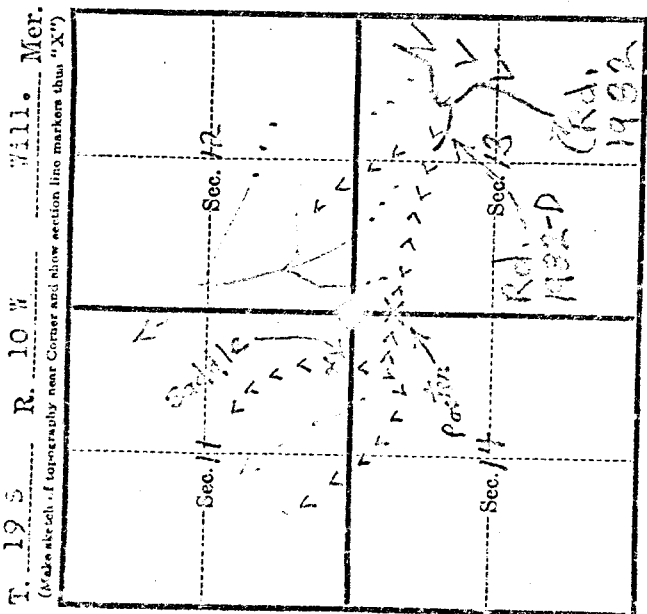 T. 19 S R. 10 W Will. Mer.
(Make sketch of topography near Corner and show section line markers thus "X")
Sec. 11
Sec. 12
Saddle
Sec. 14
Sec. 13
Rd.
1932-D
Rd.
1932